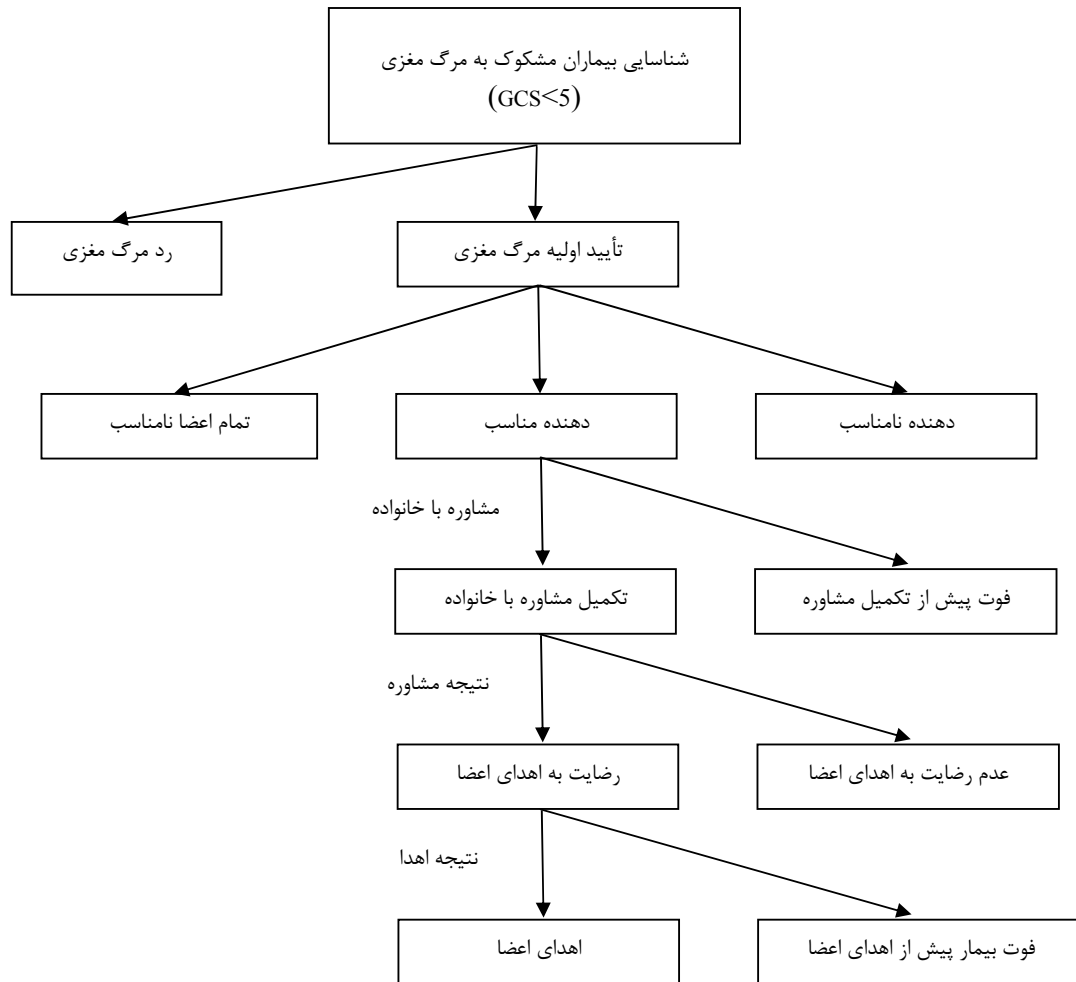 شناسایی بیماران مشکوک به مرگ مغزی
(GCS<5)
رد مرگ مغزی
تأیید اولیه مرگ مغزی
تمام اعضا نامناسب
دهنده مناسب
دهنده نامناسب
مشاوره با خانواده
تکمیل مشاوره با خانواده
فوت پیش از تکمیل مشاوره
نتیجه مشاوره
رضایت به اهدای اعضا
عدم رضایت به اهدای اعضا
نتیجه اهدا
اهدای اعضا
فوت بیمار پیش از اهدای اعضا